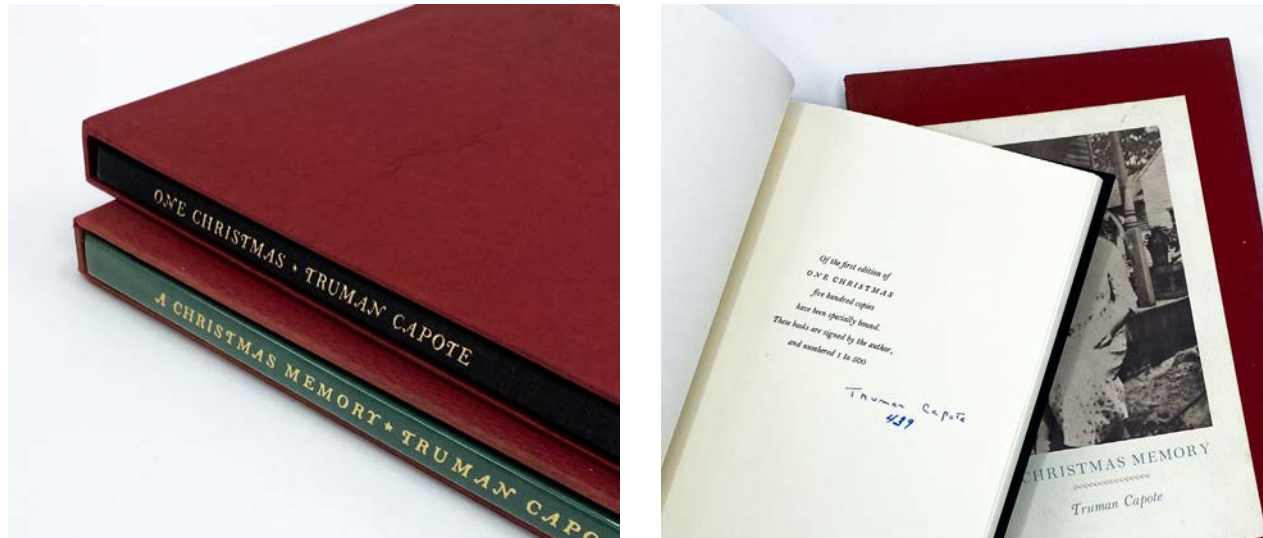 ONE CHRISTMAS • TRUMAN CAPOTE
A CHRISTMAS MEMORY ★ TRUMAN CAPO
Of the first edition of
ONE CHRISTMAS
five hundred copies
have been specially bound.
These books are signed by the author,
and numbered 1 to 500
Truman Capote
439
CHRISTMAS MEMORY
Truman Capote